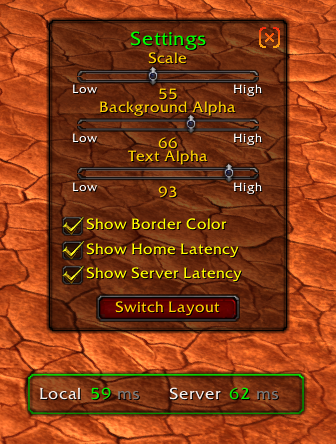 Settings
Scale
Low 55 High
Background Alpha
Low 66 High
Text Alpha
Low 93 High
Show Border Color
Show Home Latency
Show Server Latency
Switch Layout
Local 59 ms Server 62 ms